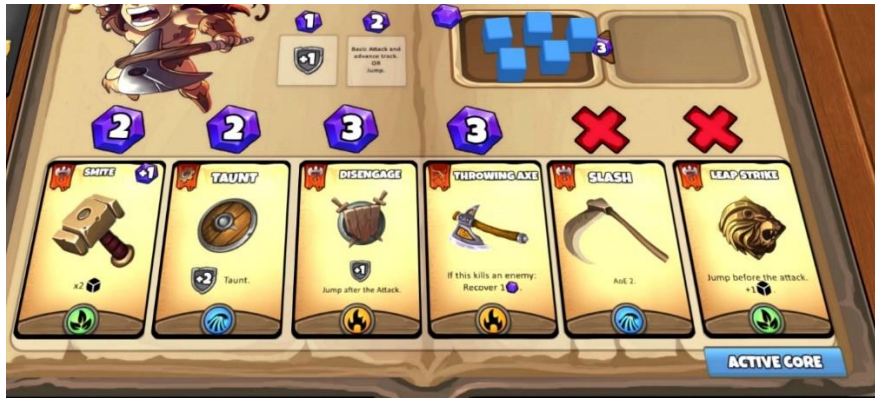 1 2
+1
Basic Attack and
advance track.
OR
Jump.
3
2 2 3 3
SMITE
+1
x2
TAUNT
+2 Taunt.
DISENGAGE
+1
Jump after the Attack.
THROWING AXE
If this kills an enemy:
Recover 1
SLASH
AoE 2.
LEAP STRIKE
Jump before the attack.
+1
ACTIVE CORE